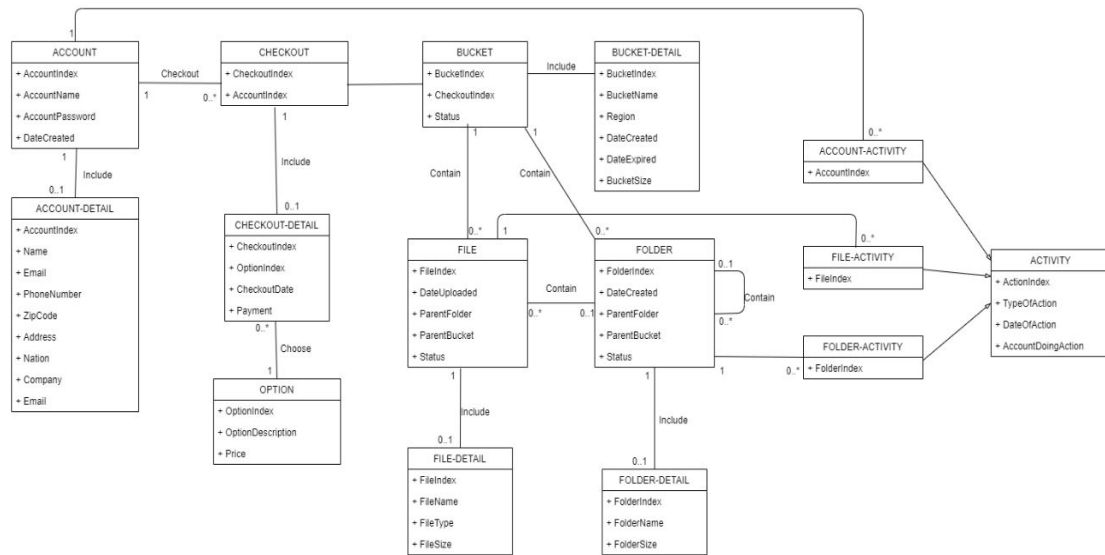 ACCOUNT
+ AccountIndex
+ AccountName
+ AccountPassword
+ DateCreated
1
Checkout
1
0..*
CHECKOUT
+ CheckoutIndex
+ AccountIndex
BUCKET
+ BucketIndex
+ CheckoutIndex
+ Status
Include
BUCKET-DETAIL
+ BucketIndex
+ BucketName
+ Region
+ DateCreated
+ DateExpired
+ BucketSize
1
Include
0..1
ACCOUNT-DETAIL
+ AccountIndex
+ Name
+ Email
+ PhoneNumber
+ ZipCode
+ Address
+ Nation
+ Company
+ Email
1
Include
0..1
CHECKOUT-DETAIL
+ CheckoutIndex
+ OptionIndex
+ CheckoutDate
+ Payment
0..*
Choose
1
OPTION
+ OptionIndex
+ OptionDescription
+ Price
1
Contain
0..*
1
Contain
0..*
FILE
+ FileIndex
+ DateUploaded
+ ParentFolder
+ ParentBucket
+ Status
Contain
0..*
0..1
FOLDER
+ FolderIndex
+ DateCreated
+ ParentFolder
+ ParentBucket
+ Status
0..1
Contain
0..*
1
Include
0..1
FILE-DETAIL
+ FileIndex
+ FileName
+ FileType
+ FileSize
1
Include
0..1
FOLDER-DETAIL
+ FolderIndex
+ FolderName
+ FolderSize
0..*
ACCOUNT-ACTIVITY
+ AccountIndex
1
0..*
FILE-ACTIVITY
+ FileIndex
1
0..*
FOLDER-ACTIVITY
+ FolderIndex
ACTIVITY
+ ActionIndex
+ TypeOfAction
+ DateOfAction
+ AccountDoingAction
1